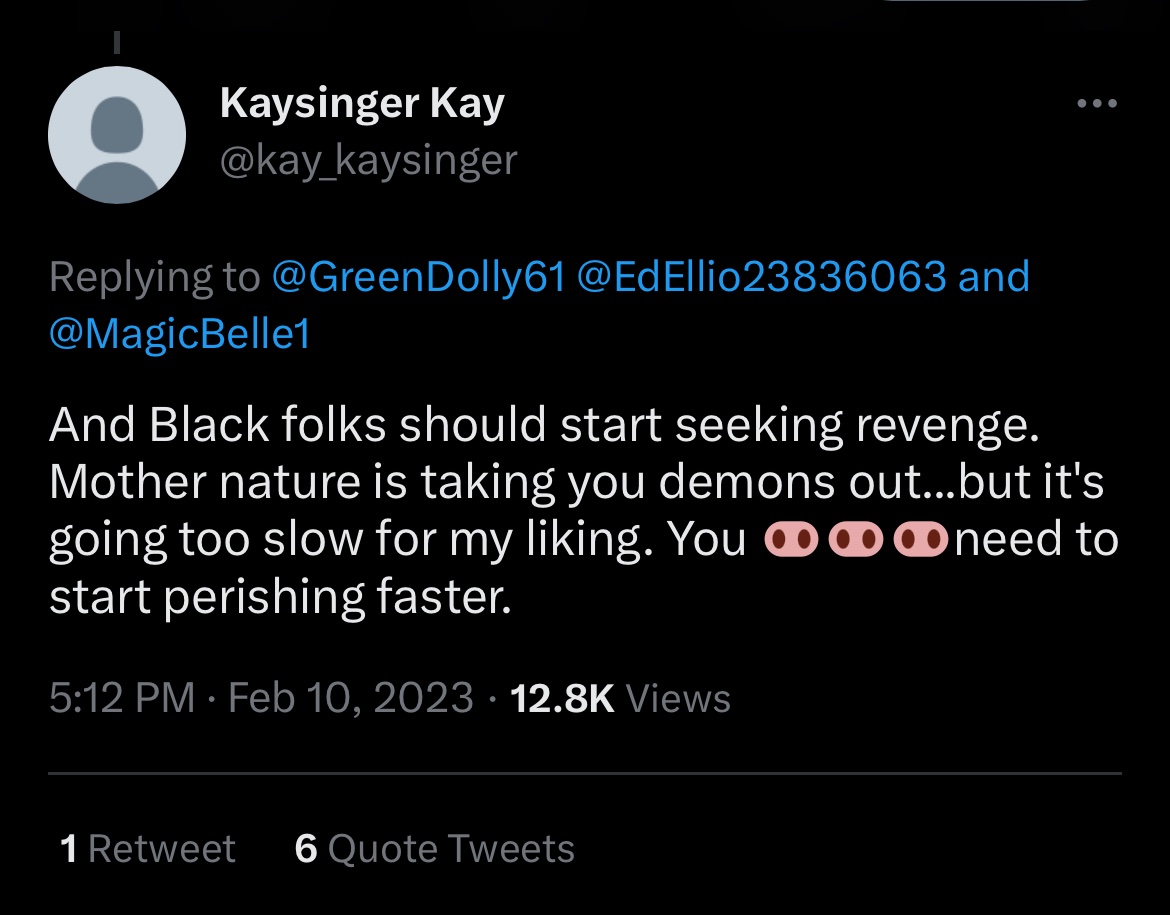 Kaysinger Kay
@kay_kaysinger
Replying to @GreenDolly61 @EdEllio23836063 and
@MagicBelle1
And Black folks should start seeking revenge.
Mother nature is taking you demons out...but it's
going too slow for my liking. You 🐽🐽🐽need to
start perishing faster.
5:12 PM · Feb 10, 2023 · 12.8K Views
1 Retweet 6 Quote Tweets